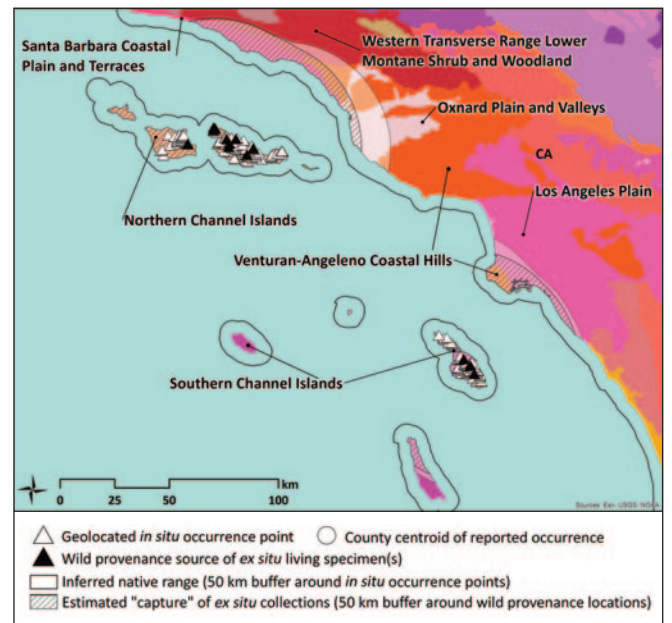 Santa Barbara Coastal
Plain and Terraces
Western Transverse Range Lower
Montane Shrub and Woodland
Oxnard Plain and Valleys
CA
Los Angeles Plain
Northern Channel Islands
Venturan-Angeleno Coastal Hills
Southern Channel Islands
km
0 25 50 100
Sources: Esri, USGS, NOAA
Geolocated in situ occurrence point
County centroid of reported occurrence
Wild provenance source of ex situ living specimen(s)
Inferred native range (50 km buffer around in situ occurrence points)
Estimated "capture" of ex situ collections (50 km buffer around wild provenance locations)